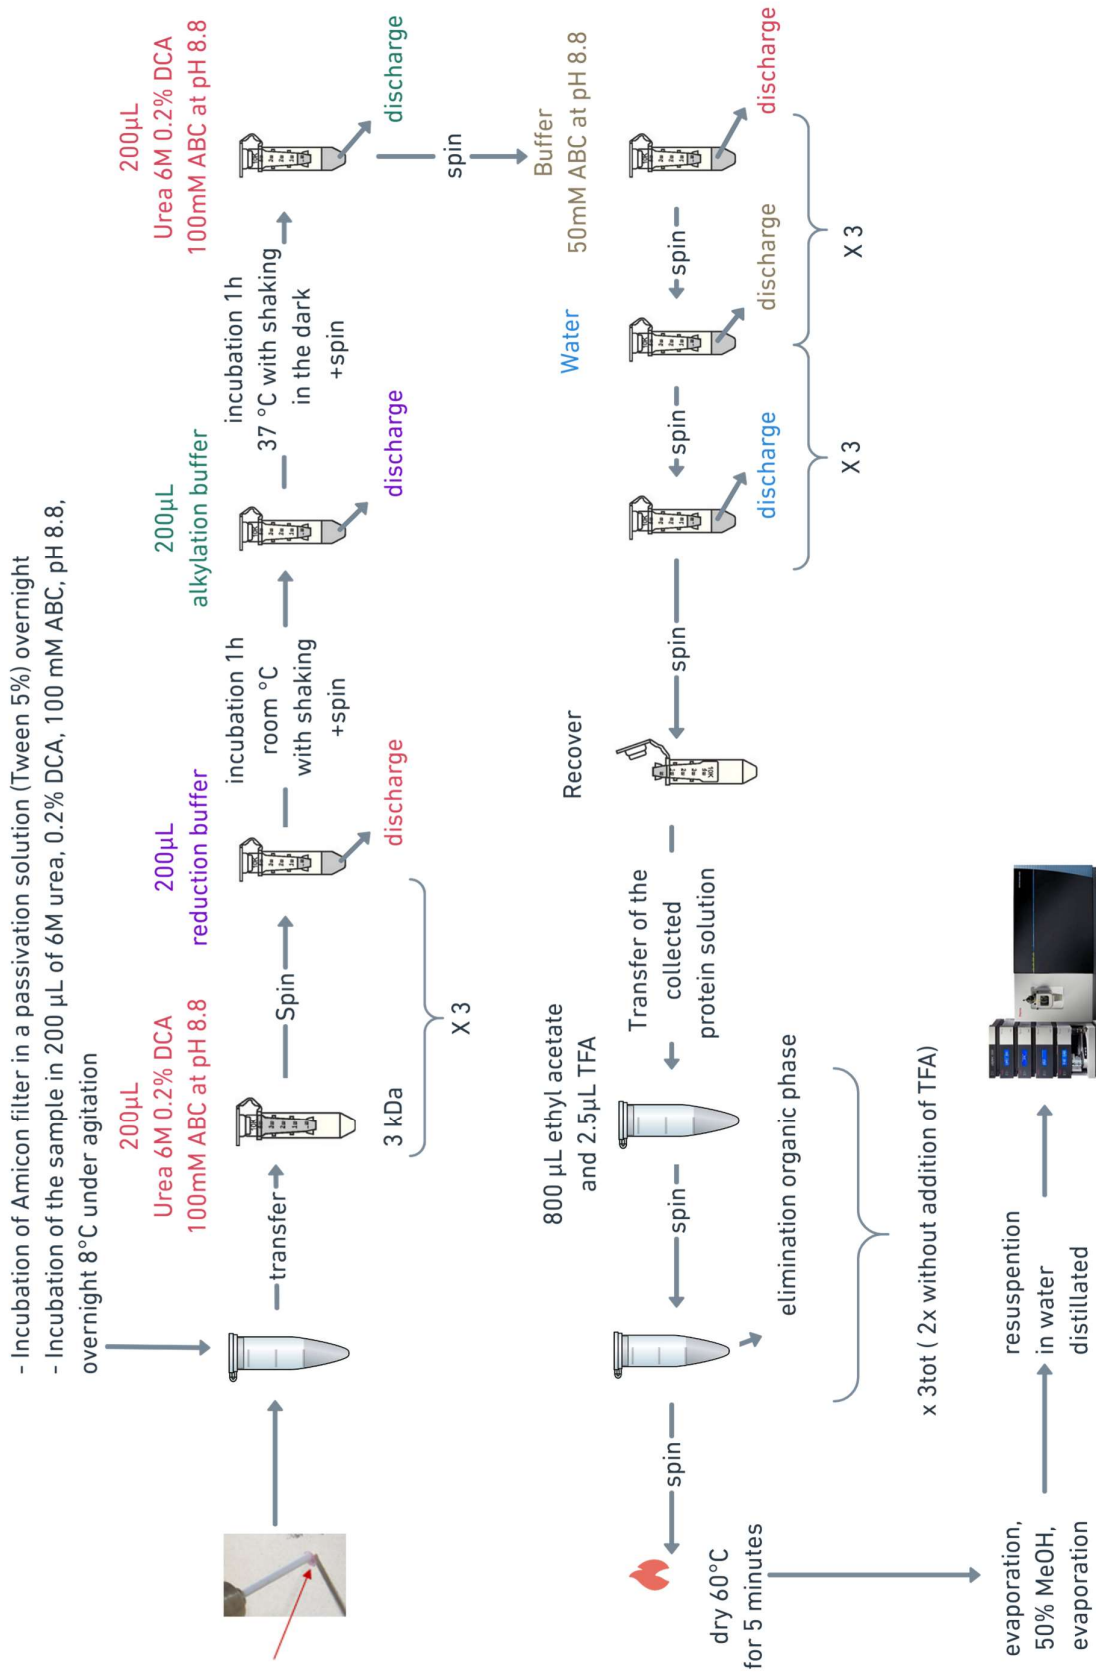 - Incubation of Amicon filter in a passivation solution (Tween 5%) overnight
- Incubation of the sample in 200 µL of 6M urea, 0.2% DCA, 100 mM ABC, pH 8.8,
overnight 8°C under agitation
transfer
200µL
Urea 6M 0.2% DCA
100mM ABC at pH 8.8
3 kDa
Spin
X 3
200µL
reduction buffer
discharge
incubation 1h
room °C
with shaking
+spin
200µL
alkylation buffer
discharge
incubation 1h
37 °C with shaking
in the dark
+spin
200µL
Urea 6M 0.2% DCA
100mM ABC at pH 8.8
discharge
spin
Buffer
50mM ABC at pH 8.8
discharge
spin
Water
discharge
X 3
spin
discharge
X 3
spin
Recover
10K
Transfer of the
collected
protein solution
800 µL ethyl acetate
and 2.5µL TFA
spin
elimination organic phase
x 3tot ( 2x without addition of TFA)
spin
dry 60°C
for 5 minutes
evaporation,
50% MeOH,
evaporation
resuspention
in water
distillated